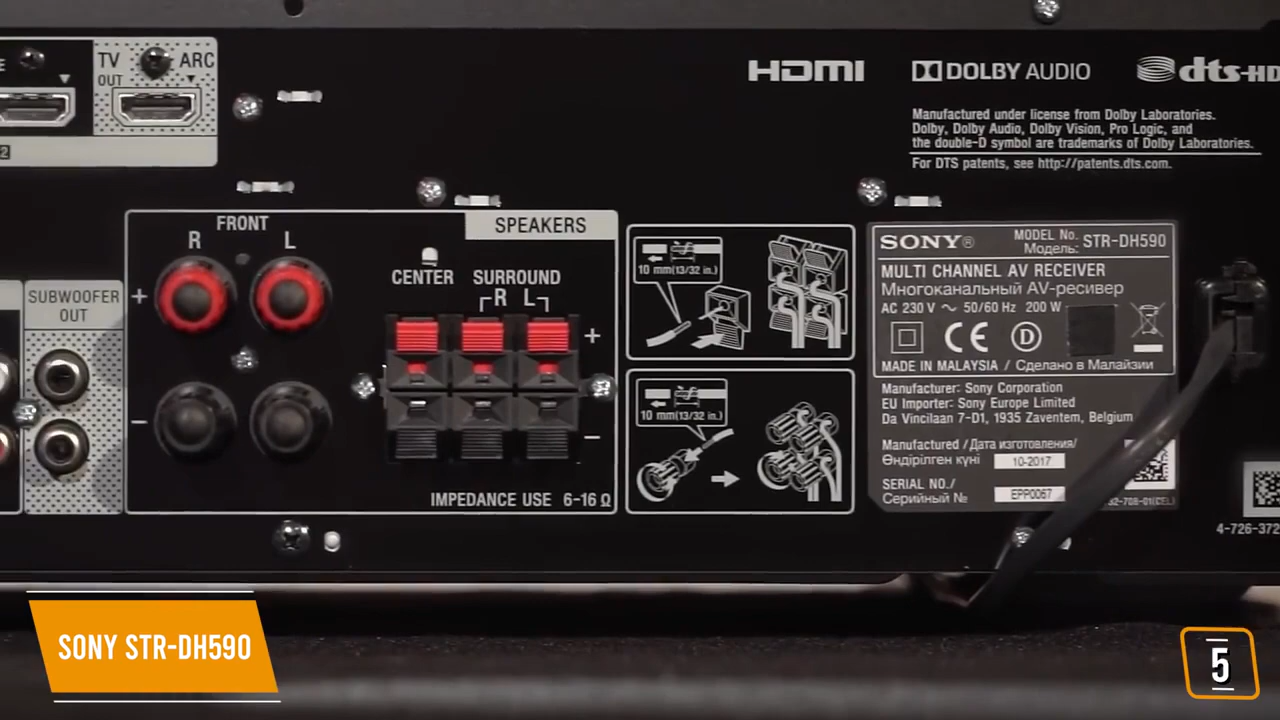 TV ARC
OUT
2
HDMI
DOLBY AUDIO
dts-HD
Manufactured under license from Dolby Laboratories.
Dolby, Dolby Audio, Dolby Vision, Pro Logic, and
the double-D symbol are trademarks of Dolby Laboratories.
For DTS patents, see http://patents.dts.com.
SUBWOOFER
OUT
FRONT
R L
SPEAKERS
CENTER SURROUND
R L
+ +
− −
IMPEDANCE USE 6-16 Ω
10 mm(13/32 in.)
10 mm(13/32 in.)
SONY®
MODEL No.
Модель: STR-DH590
MULTI CHANNEL AV RECEIVER
Многоканальный AV-ресивер
AC 230 V ~ 50/60 Hz 200 W
CE D
MADE IN MALAYSIA / Сделано в Малайзии
Manufacturer: Sony Corporation
EU Importer: Sony Europe Limited
Da Vincilaan 7-D1, 1935 Zaventem, Belgium
Manufactured /Дата изготовления/
Өндірілген күні 10-2017
SERIAL NO./
Серийный № EPP0067
32-708-01(CEL)
4-726-372
SONY STR-DH590
5